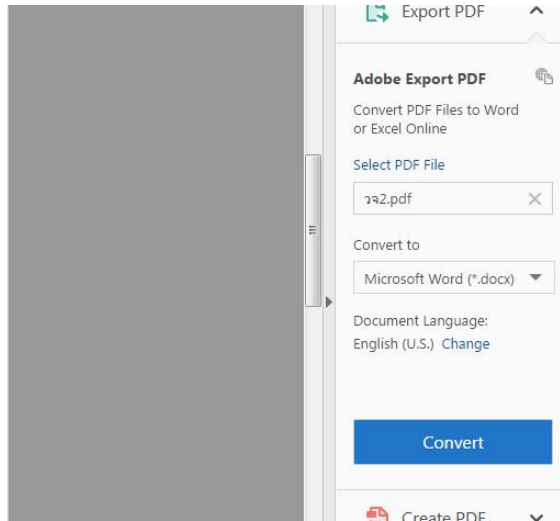 Export PDF
Adobe Export PDF
Convert PDF Files to Word
or Excel Online
Select PDF File
วจ2.pdf
Convert to
Microsoft Word (*.docx)
Document Language:
English (U.S.) Change
Convert
Create PDF